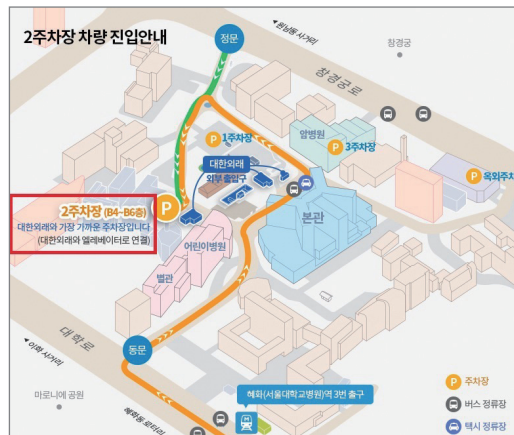 2주차장 차량 진입안내
원남동 사거리
정문
창경궁
창경궁로
1주차장
암병원
3주차장
대한외래
외부 출입구
옥외주차
2주차장 (B4~B6층)
대한외래와 가장 가까운 주차장입니다
(대한외래와 엘레베이터로 연결)
본관
어린이병원
별관
대학로
이화 사거리
동문
마로니에 공원
혜화동 로터리
혜화(서울대학교병원)역 3번 출구
P 주차장
버스 정류장
택시 정류장